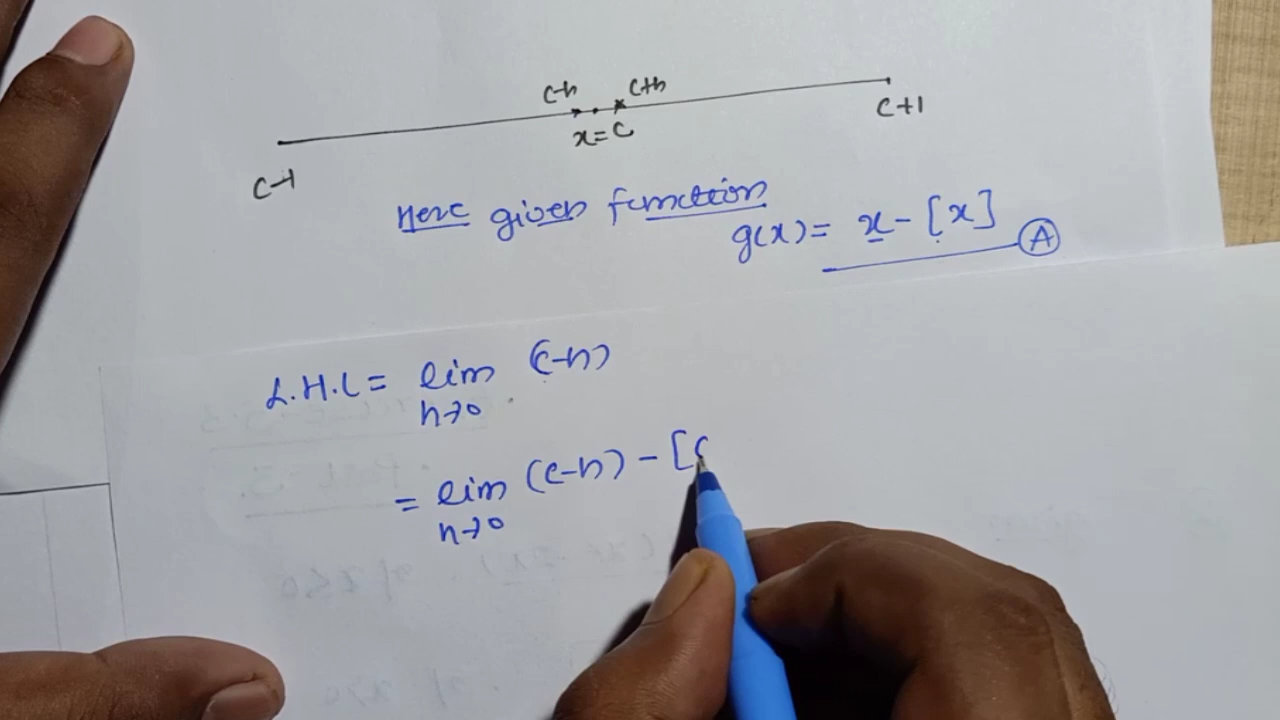 c-h c+h
x=c
c-1 c+1
Here given function
g(x)= x-[x] A
L.H.L = lim (c-h)
h→0
= lim (c-h) - [c
h→0